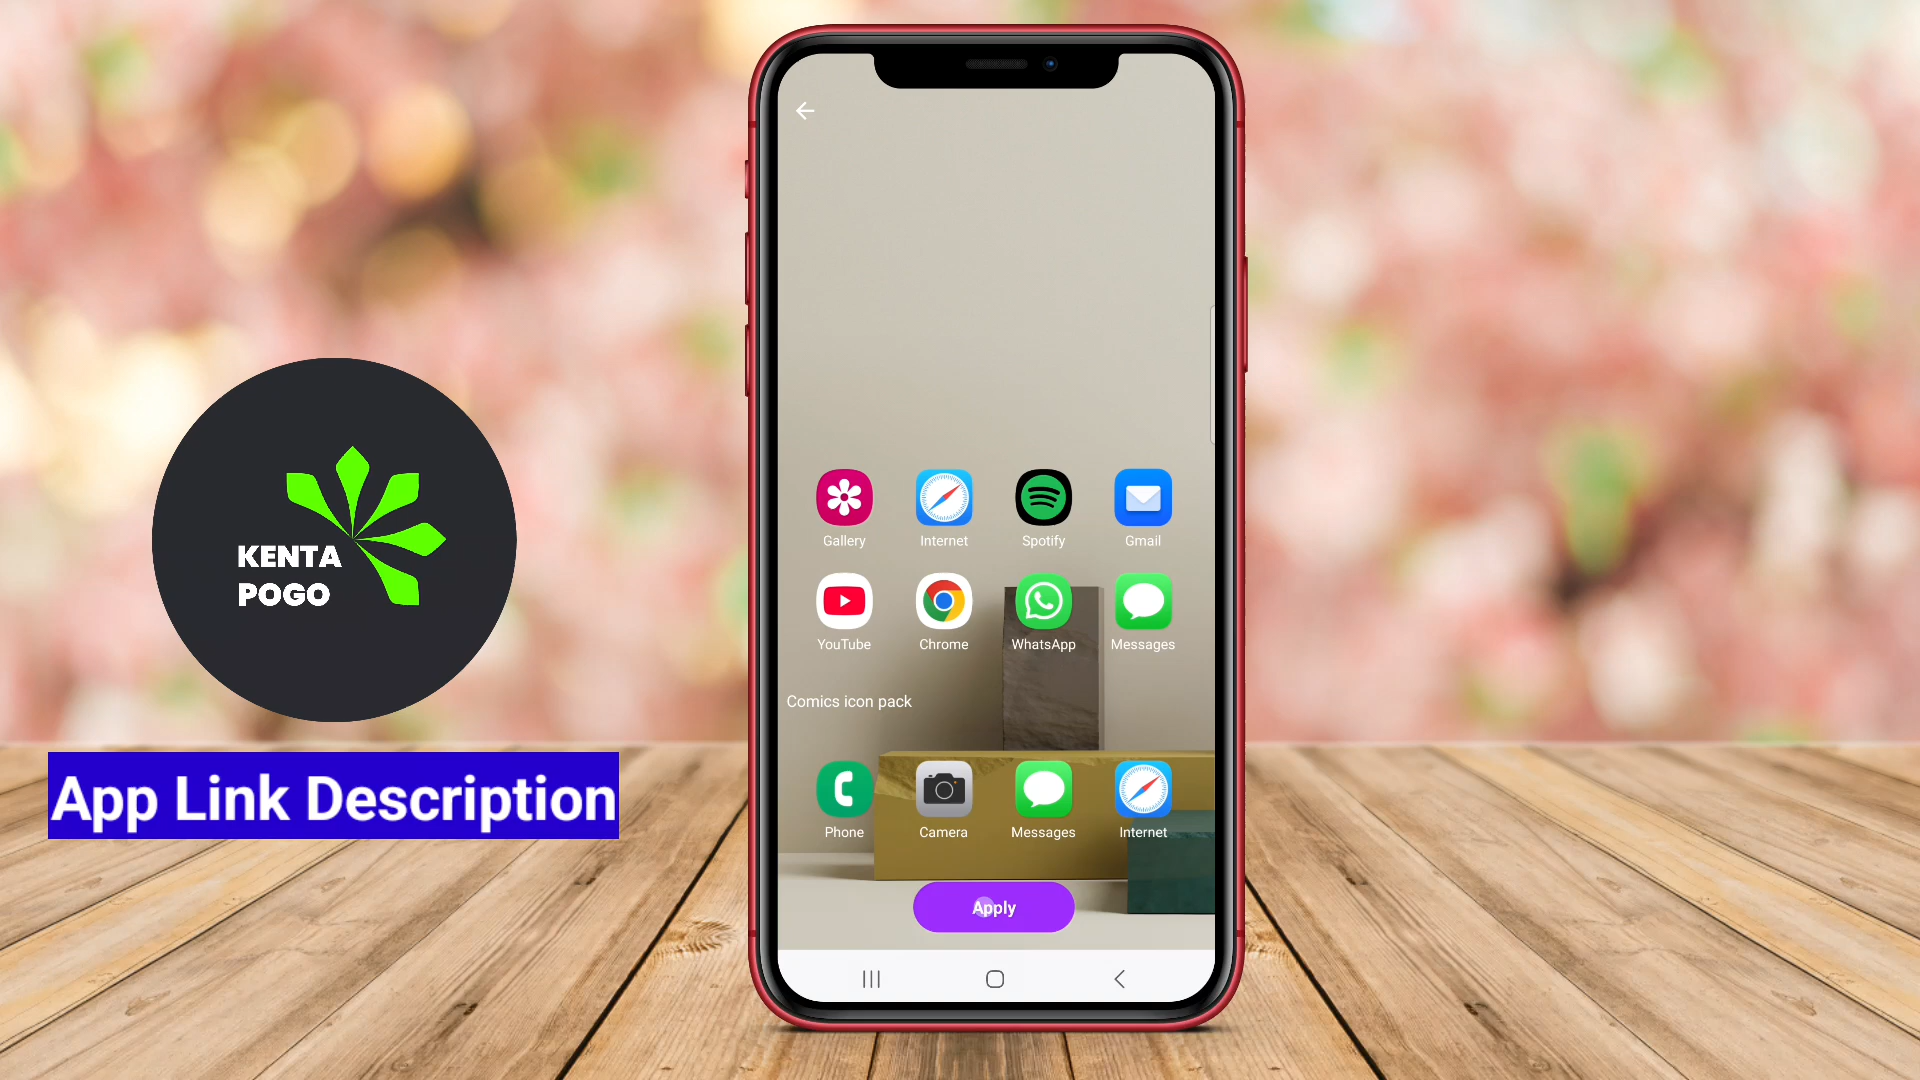 KENTA
POGO
App Link Description
Gallery Internet Spotify Gmail
YouTube Chrome WhatsApp Messages
Comics icon pack
Phone Camera Messages Internet
Apply